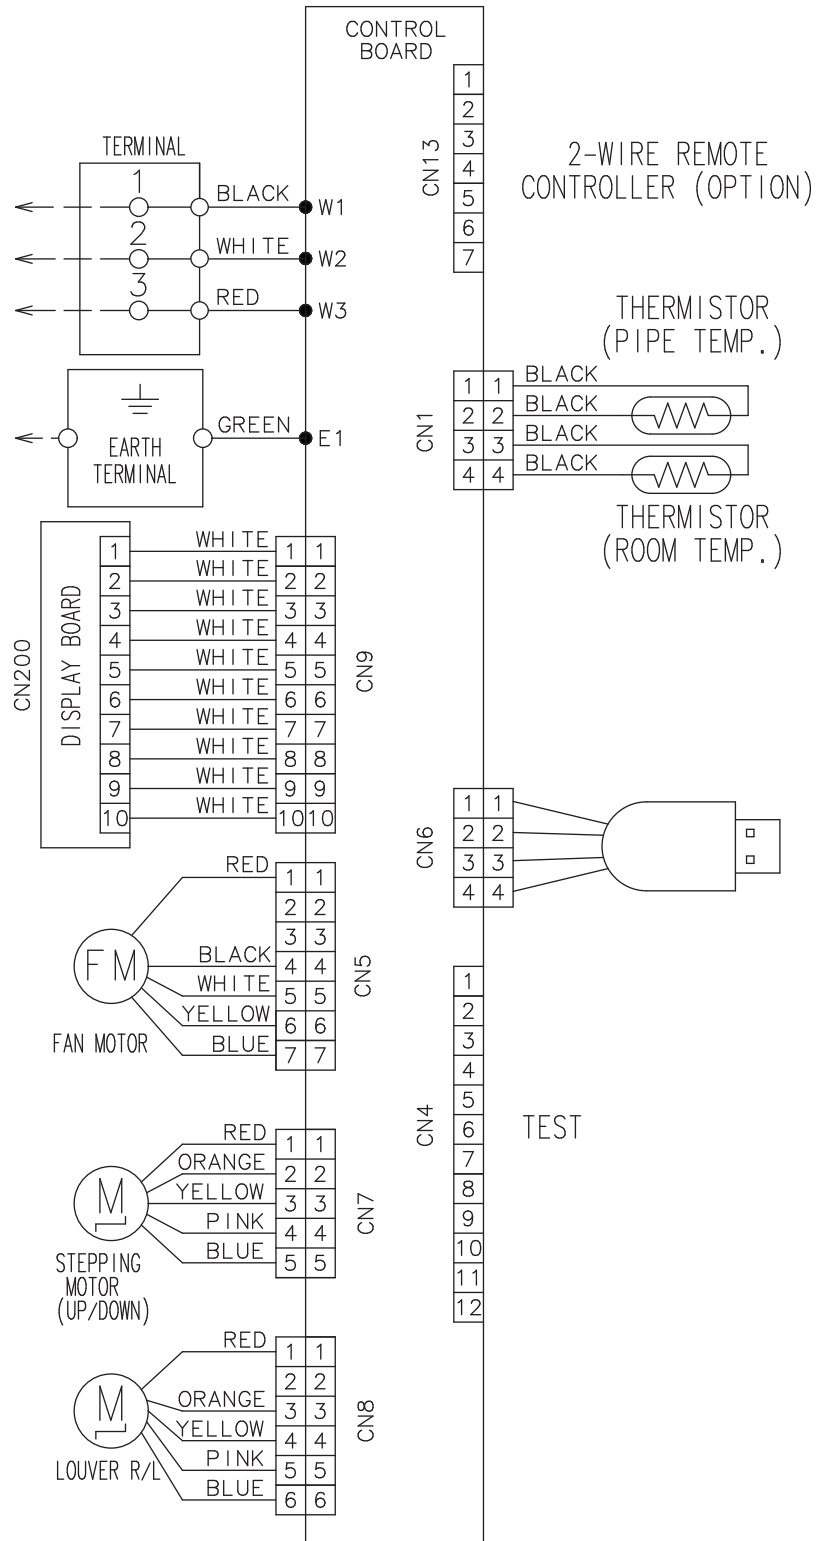 CONTROL
BOARD
CN13
1
2
3
4
5
6
7
2-WIRE REMOTE
CONTROLLER (OPTION)
TERMINAL
1
BLACK
W1
2
WHITE
W2
3
RED
W3
EARTH
TERMINAL
GREEN
E1
THERMISTOR
(PIPE TEMP.)
CN1
1 1 BLACK
2 2 BLACK
3 3 BLACK
4 4 BLACK
THERMISTOR
(ROOM TEMP.)
CN200
DISPLAY BOARD
1 WHITE 1 1
2 WHITE 2 2
3 WHITE 3 3
4 WHITE 4 4
5 WHITE 5 5
6 WHITE 6 6
7 WHITE 7 7
8 WHITE 8 8
9 WHITE 9 9
10 WHITE 10 10
CN9
CN6
1 1
2 2
3 3
4 4
FM
FAN MOTOR
RED 1 1
2 2
3 3
BLACK 4 4
WHITE 5 5
YELLOW 6 6
BLUE 7 7
CN5
CN4
1
2
3
4
5
6
7
8
9
10
11
12
TEST
M
STEPPING
MOTOR
(UP/DOWN)
RED 1 1
ORANGE 2 2
YELLOW 3 3
PINK 4 4
BLUE 5 5
CN7
M
LOUVER R/L
RED 1 1
2 2
ORANGE 3 3
YELLOW 4 4
PINK 5 5
BLUE 6 6
CN8